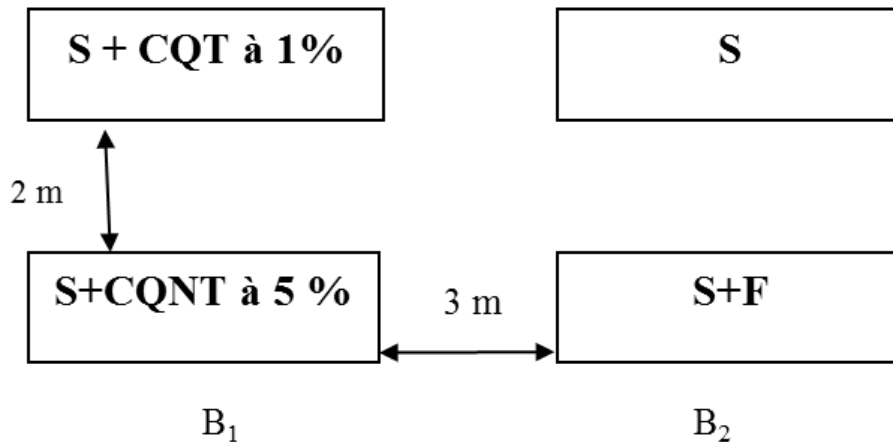 S + CQT à 1%
S
2 m
S+CQNT à 5 %
S+F
3 m
B₁
B₂